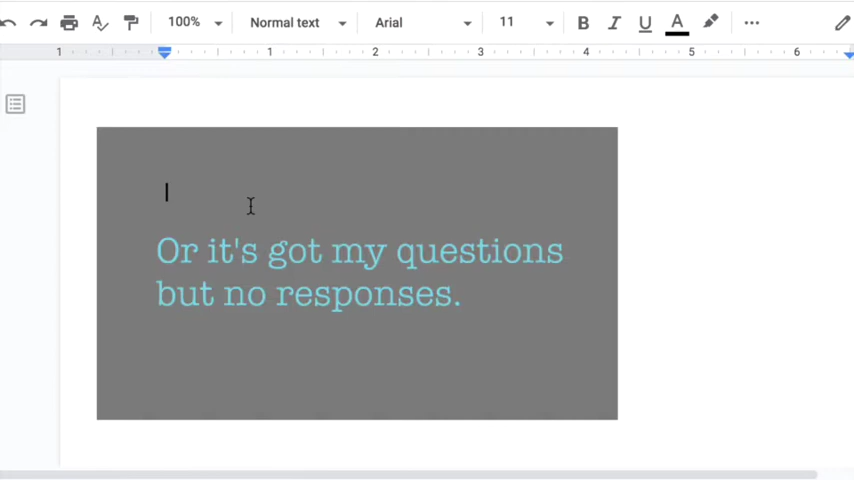 100% Normal text Arial 11 B I U A
1 1 2 3 4 5 6
Or it's got my questions
but no responses.